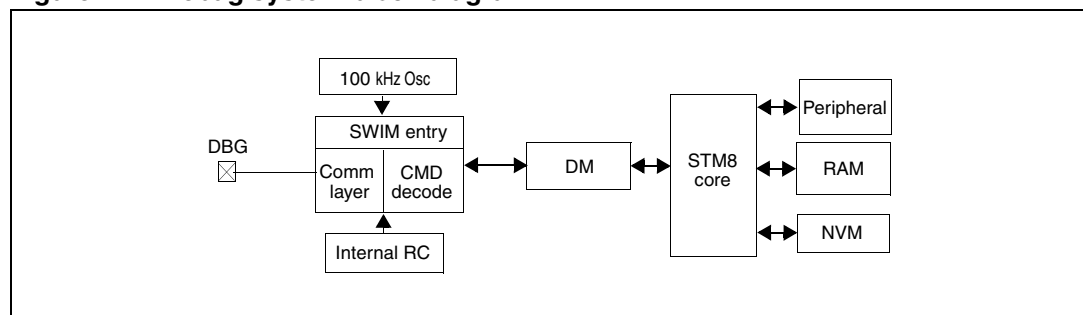 100 kHz Osc
SWIM entry
DBG
Comm
layer
CMD
decode
Internal RC
DM
STM8
core
Peripheral
RAM
NVM